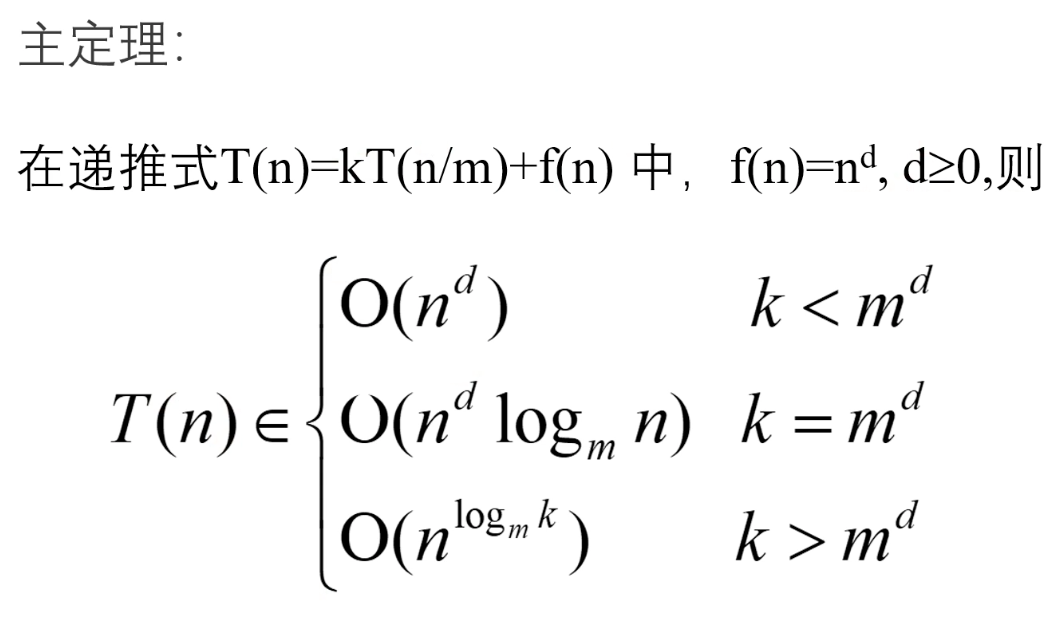 主定理：
在递推式T(n)=kT(n/m)+f(n) 中，f(n)=nᵈ, d≥0,则
O(nᵈ) k < mᵈ
T(n)∈ O(nᵈ logₘ n) k = mᵈ
O(n^(logₘ k)) k > mᵈ